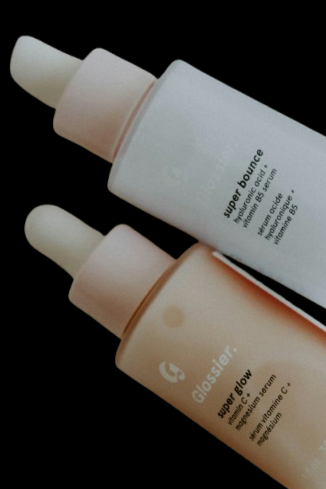 super bounce
hyaluronic acid +
vitamin B5 serum
sérum acide
hyaluronique +
vitamine B5
G
Glossier.
super glow
vitamin C +
magnesium serum
sérum vitamine C +
magnésium